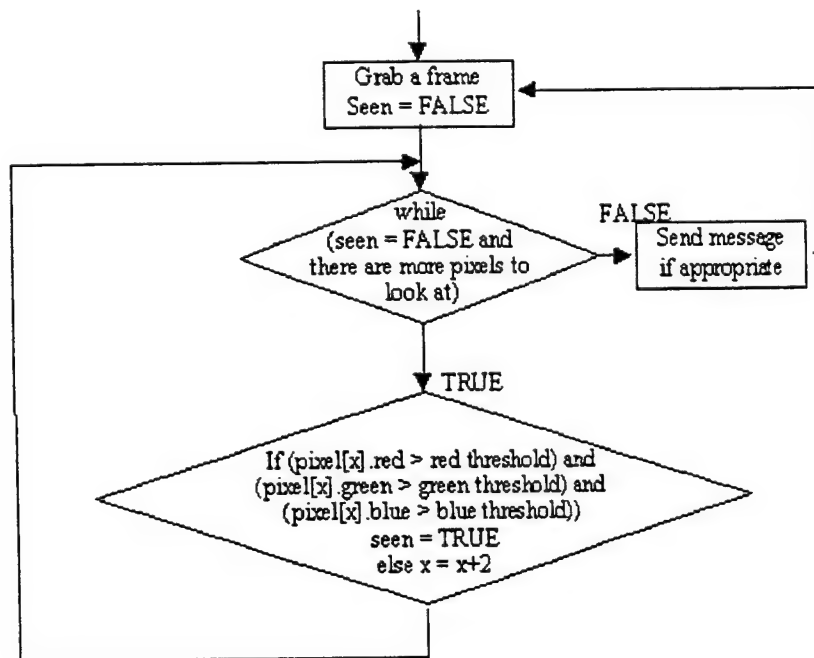 Grab a frame
Seen = FALSE
while
(seen = FALSE and
there are more pixels to
look at)
FALSE
Send message
if appropriate
TRUE
If (pixel[x].red > red threshold) and
(pixel[x].green > green threshold) and
(pixel[x].blue > blue threshold))
seen = TRUE
else x = x+2